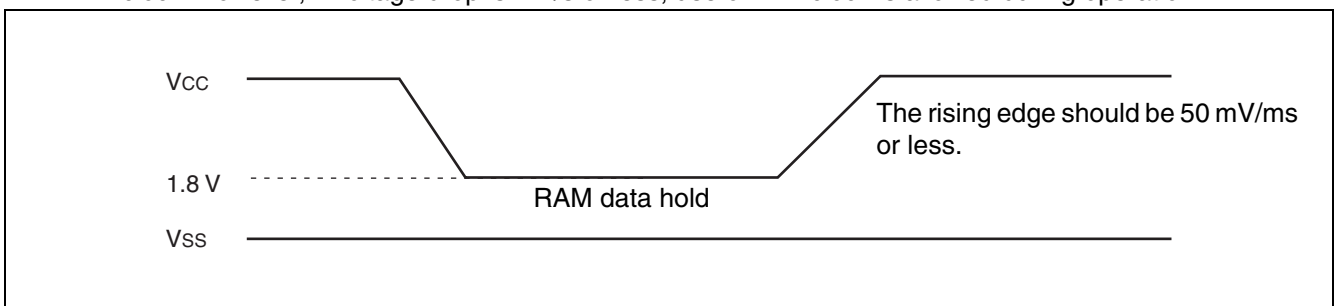 Vcc
The rising edge should be 50 mV/ms
or less.
1.8 V
RAM data hold
Vss